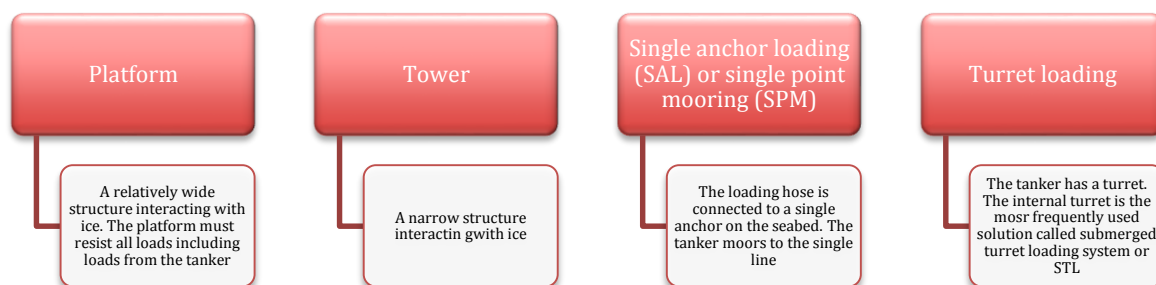 Platform
A relatively wide
structure interacting with
ice. The platform must
resist all loads including
loads from the tanker
Tower
A narrow structure
interactin gwith ice
Single anchor loading
(SAL) or single point
mooring (SPM)
The loading hose is
connected to a single
anchor on the seabed. The
tanker moors to the single
line
Turret loading
The tanker has a turret.
The internal turret is the
mosr frequently used
solution called submerged
turret loading system or
STL